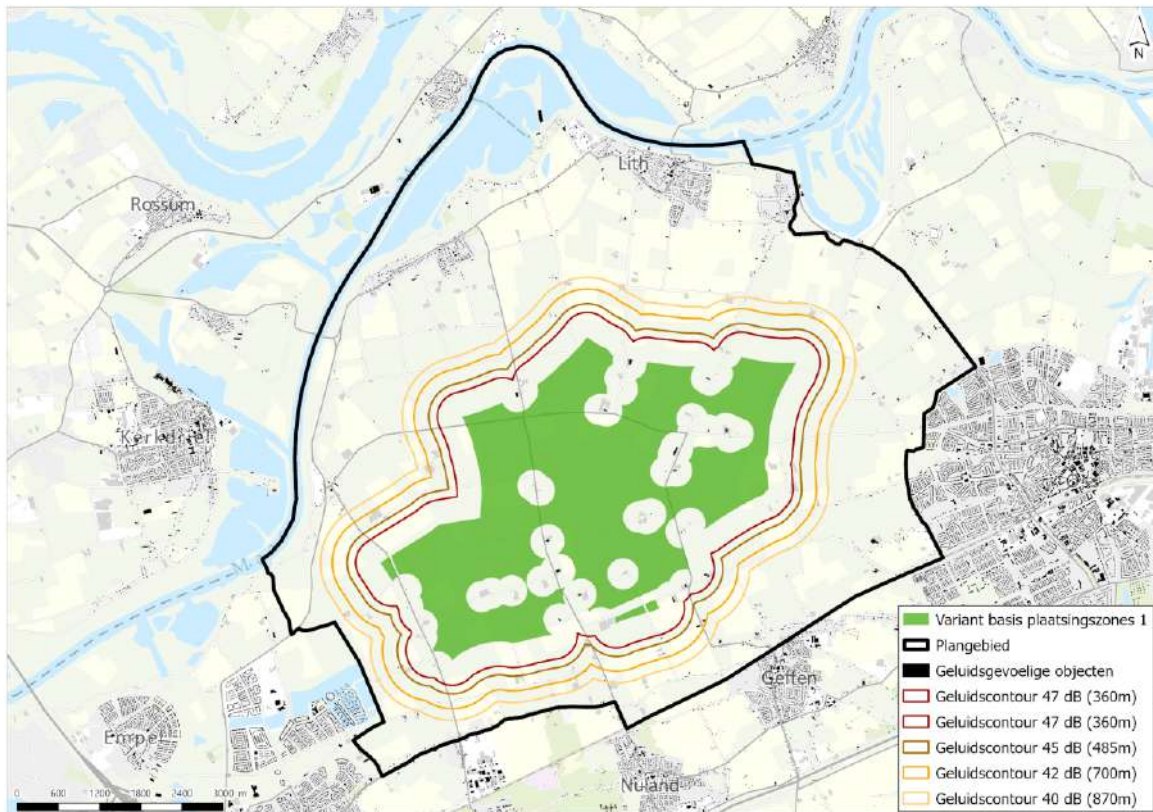 N
Lith
Rossum
Kerkdriel
M
Geffen
Empel
Nuland
Variant basis plaatsingszones 1
Plangebied
Geluidsgevoelige objecten
Geluidscontour 47 dB (360m)
Geluidscontour 47 dB (360m)
Geluidscontour 45 dB (485m)
Geluidscontour 42 dB (700m)
Geluidscontour 40 dB (870m)
0 600 1200 1800 2400 3000 m